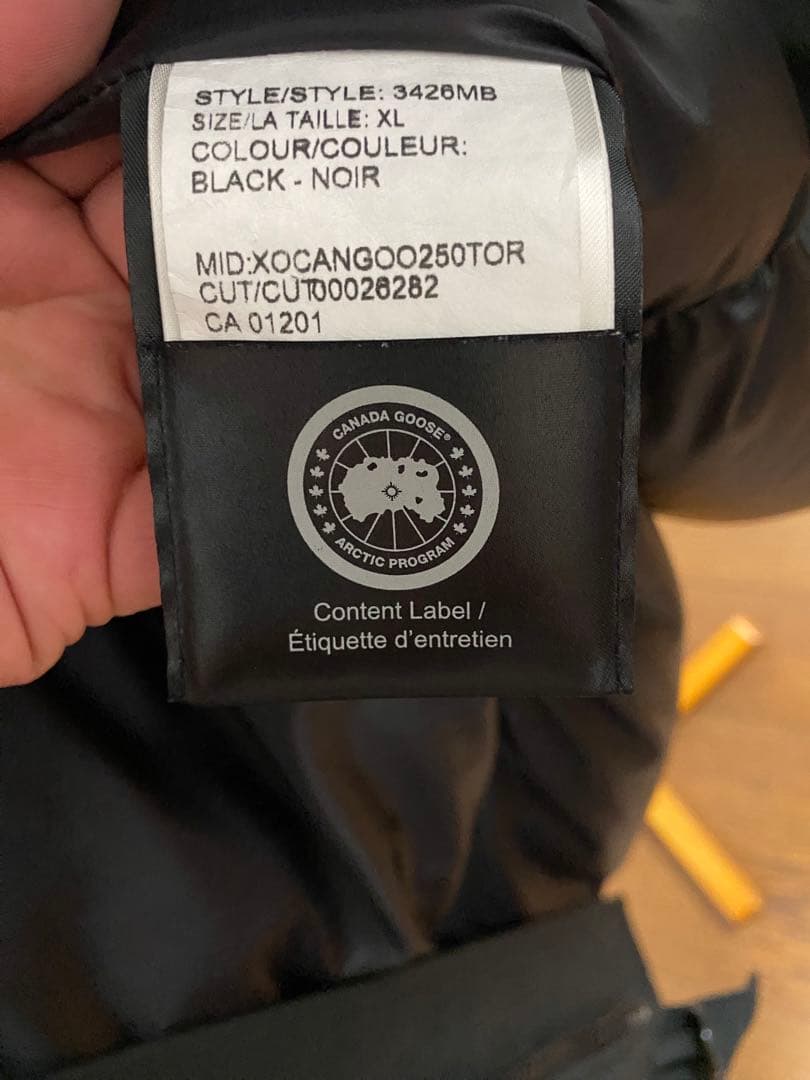 STYLE/STYLE: 3426MB
SIZE/LA TAILLE: XL
COLOUR/COULEUR:
BLACK - NOIR
MID:XOCANGOO250TOR
CUT/CUT00026282
CA 01201
CANADA GOOSE®
ARCTIC PROGRAM
Content Label /
Étiquette d'entretien